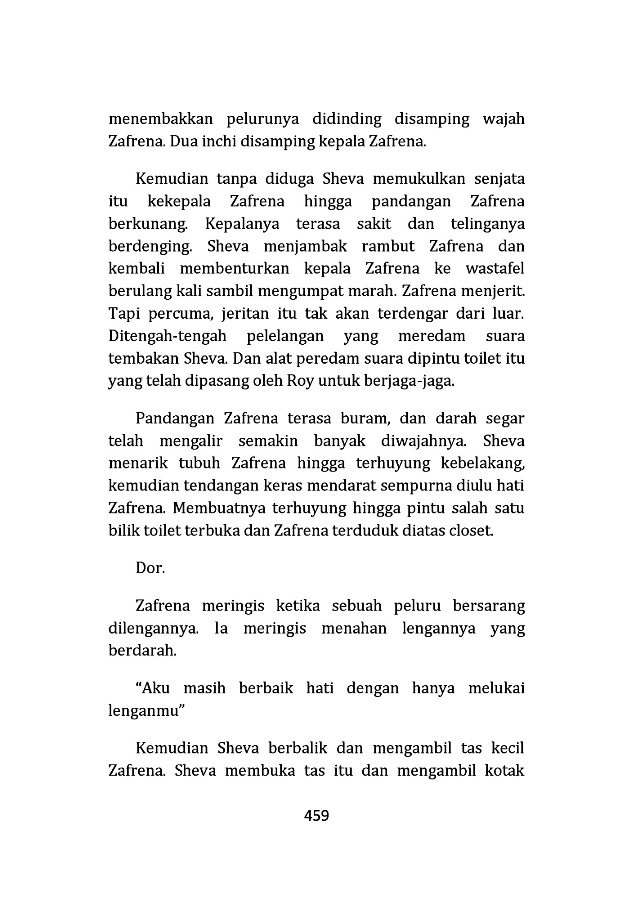 menembakkan pelurunya didinding disamping wajah
Zafrena. Dua inchi disamping kepala Zafrena.
Kemudian tanpa diduga Sheva memukulkan senjata
itu kekepala Zafrena hingga pandangan Zafrena
berkunang. Kepalanya terasa sakit dan telinganya
berdenging. Sheva menjambak rambut Zafrena dan
kembali membenturkan kepala Zafrena ke wastafel
berulang kali sambil mengumpat marah. Zafrena menjerit.
Tapi percuma, jeritan itu tak akan terdengar dari luar.
Ditengah-tengah pelelangan yang meredam suara
tembakan Sheva. Dan alat peredam suara dipintu toilet itu
yang telah dipasang oleh Roy untuk berjaga-jaga.
Pandangan Zafrena terasa buram, dan darah segar
telah mengalir semakin banyak diwajahnya. Sheva
menarik tubuh Zafrena hingga terhuyung kebelakang,
kemudian tendangan keras mendarat sempurna diulu hati
Zafrena. Membuatnya terhuyung hingga pintu salah satu
bilik toilet terbuka dan Zafrena terduduk diatas closet.
Dor.
Zafrena meringis ketika sebuah peluru bersarang
dilengannya. Ia meringis menahan lengannya yang
berdarah.
“Aku masih berbaik hati dengan hanya melukai
lenganmu”
Kemudian Sheva berbalik dan mengambil tas kecil
Zafrena. Sheva membuka tas itu dan mengambil kotak
459